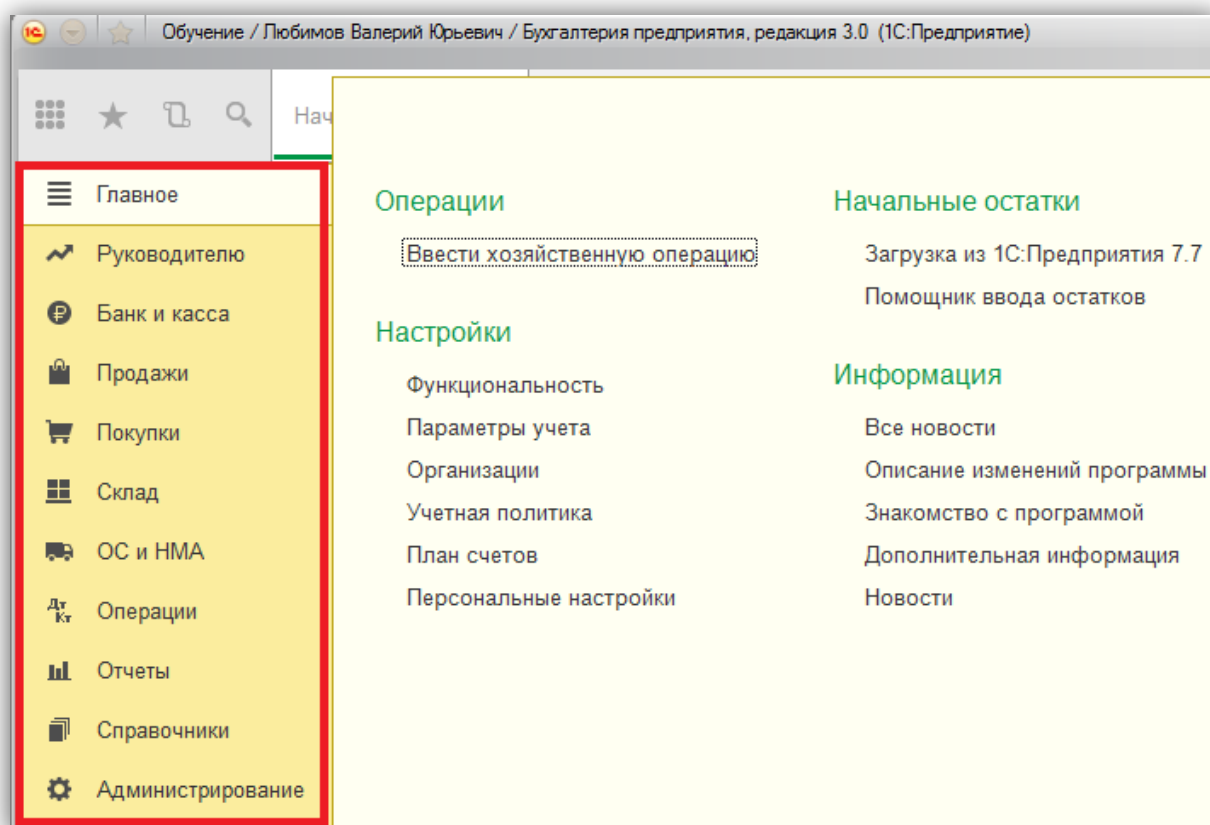 1С Обучение / Любимов Валерий Юрьевич / Бухгалтерия предприятия, редакция 3.0 (1С:Предприятие)
Нач
Главное
Руководителю
Банк и касса
Продажи
Покупки
Склад
ОС и НМА
Дт Кт Операции
Отчеты
Справочники
Администрирование
Операции
Ввести хозяйственную операцию
Настройки
Функциональность
Параметры учета
Организации
Учетная политика
План счетов
Персональные настройки
Начальные остатки
Загрузка из 1С:Предприятия 7.7
Помощник ввода остатков
Информация
Все новости
Описание изменений программы
Знакомство с программой
Дополнительная информация
Новости